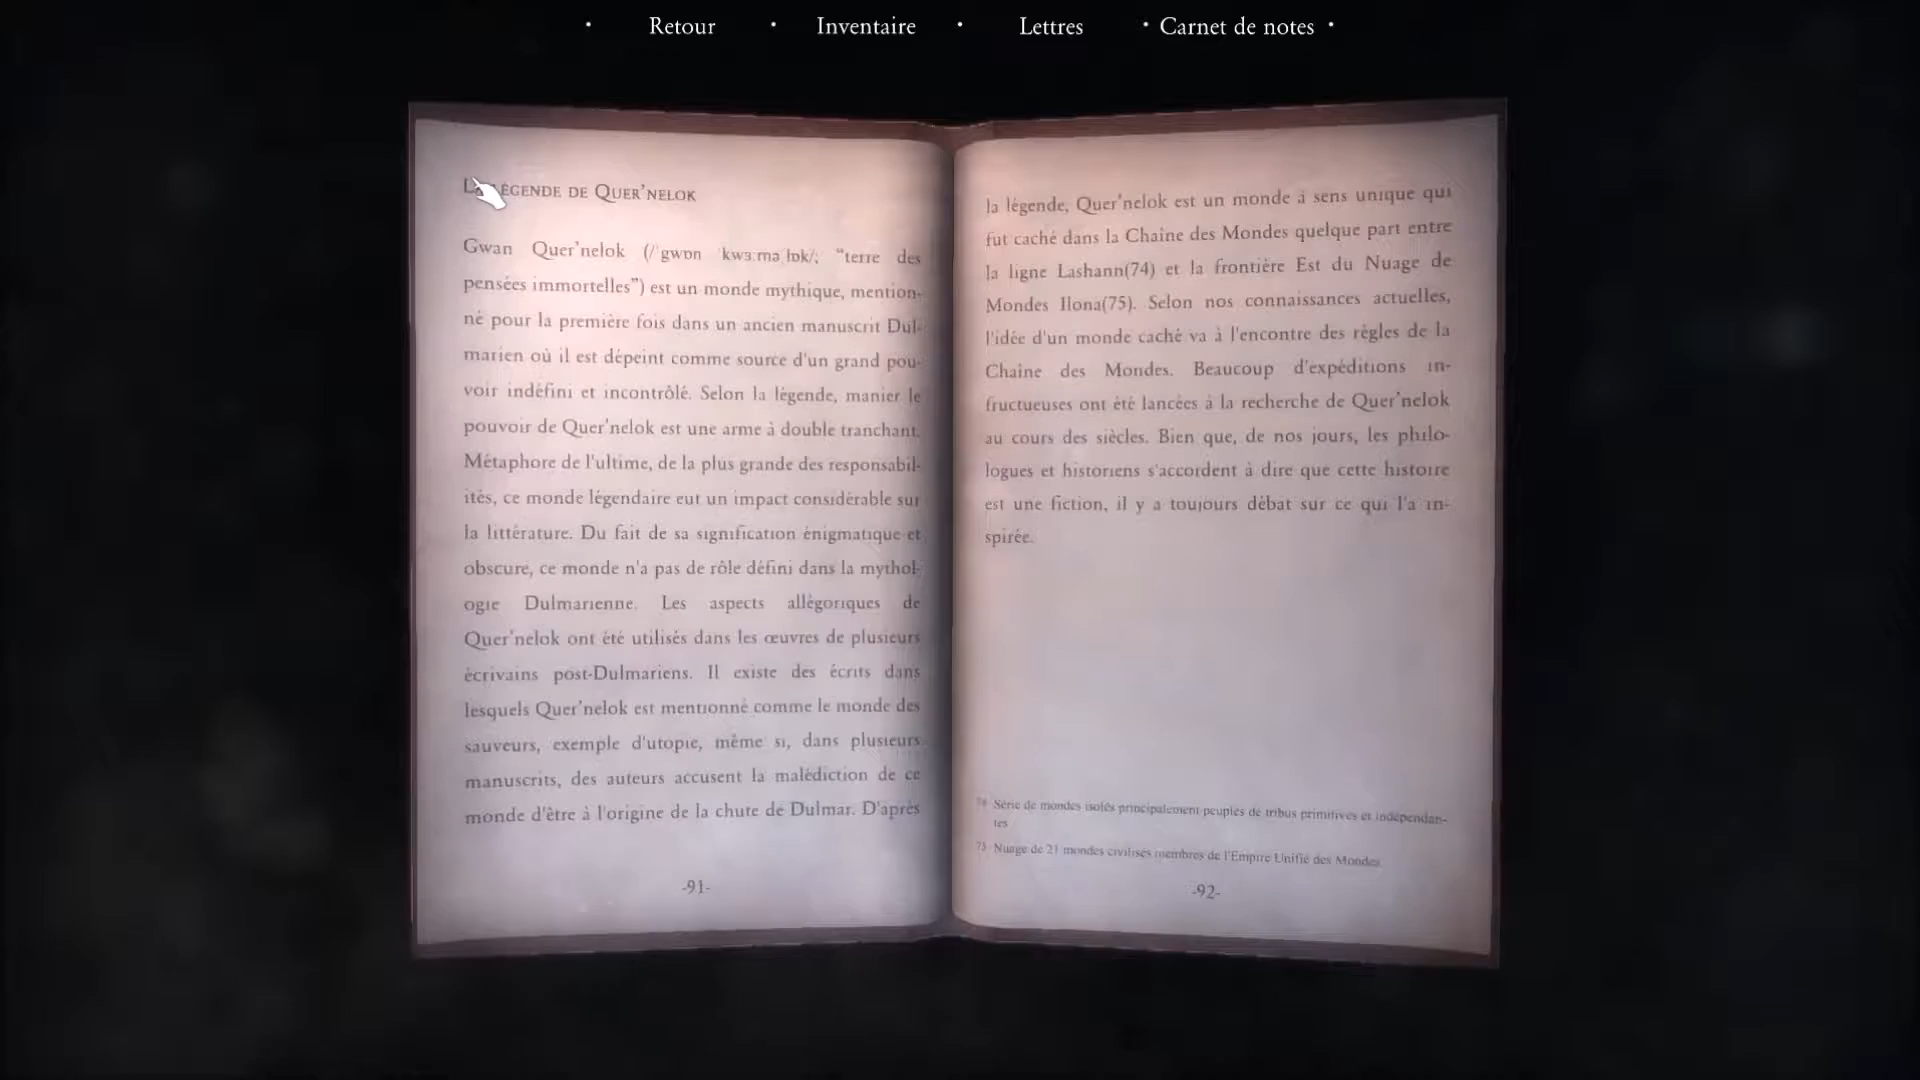 Retour
Inventaire
Lettres
Carnet de notes
LÉGENDE DE QUER'NELOK
Gwan Quer'nelok (/ˈgwɒn ˈkwɜːrnəˌlɒk/; "terre des
pensées immortelles") est un monde mythique, mention-
né pour la première fois dans un ancien manuscrit Dul-
marien où il est dépeint comme source d'un grand pou-
voir indéfini et incontrôlé. Selon la légende, manier le
pouvoir de Quer'nelok est une arme à double tranchant.
Métaphore de l'ultime, de la plus grande des responsabil-
ités, ce monde légendaire eut un impact considérable sur
la littérature. Du fait de sa signification énigmatique et
obscure, ce monde n'a pas de rôle défini dans la mythol-
ogie Dulmarienne. Les aspects allégoriques de
Quer'nelok ont été utilisés dans les œuvres de plusieurs
écrivains post-Dulmariens. Il existe des écrits dans
lesquels Quer'nelok est mentionné comme le monde des
sauveurs, exemple d'utopie, même si, dans plusieurs
manuscrits, des auteurs accusent la malédiction de ce
monde d'être à l'origine de la chute de Dulmar. D'après
-91-
la légende, Quer'nelok est un monde à sens unique qui
fut caché dans la Chaîne des Mondes quelque part entre
la ligne Lashann(74) et la frontière Est du Nuage de
Mondes Ilona(75). Selon nos connaissances actuelles,
l'idée d'un monde caché va à l'encontre des règles de la
Chaîne des Mondes. Beaucoup d'expéditions in-
fructueuses ont été lancées à la recherche de Quer'nelok
au cours des siècles. Bien que, de nos jours, les philo-
logues et historiens s'accordent à dire que cette histoire
est une fiction, il y a toujours débat sur ce qui l'a in-
spirée.
74 Série de mondes isolés principalement peuplés de tribus primitives et indépendan-
tes
75 Nuage de 21 mondes civilisés membres de l'Empire Unifié des Mondes
-92-